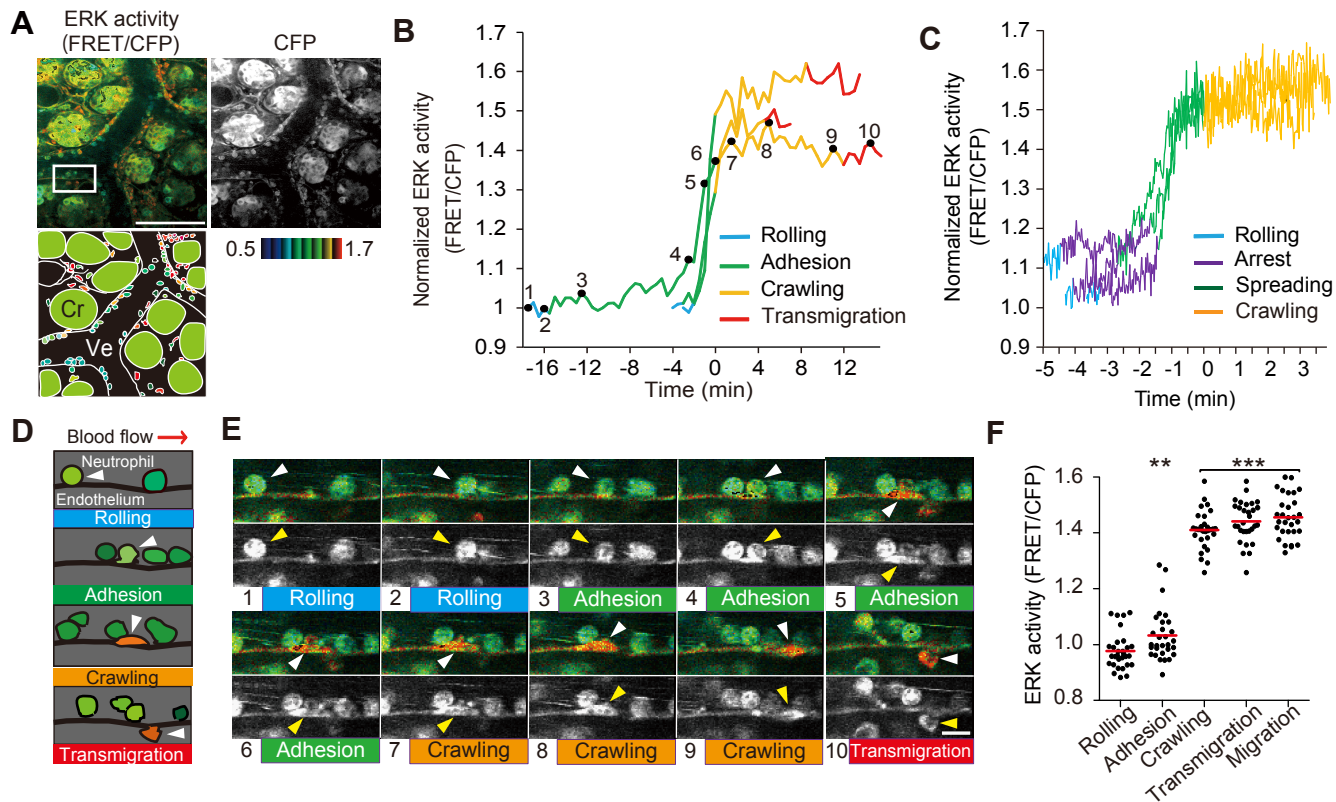 A
ERK activity
(FRET/CFP)
CFP
0.5
1.7
Cr
Ve
B
Normalized ERK activity
(FRET/CFP)
1.7
1.6
1.5
1.4
1.3
1.2
1.1
1
0.9
1
2
3
4
5
6
7
8
9
10
Rolling
Adhesion
Crawling
Transmigration
-16
-12
-8
-4
0
4
8
12
Time (min)
C
Normalized ERK activity
(FRET/CFP)
1.7
1.6
1.5
1.4
1.3
1.2
1.1
1.0
0.9
Rolling
Arrest
Spreading
Crawling
-5
-4
-3
-2
-1
0
1
2
3
Time (min)
D
Blood flow
Neutrophil
Endothelium
Rolling
Adhesion
Crawling
Transmigration
E
1 Rolling
2 Rolling
3 Adhesion
4 Adhesion
5 Adhesion
6 Adhesion
7 Crawling
8 Crawling
9 Crawling
10 Transmigration
F
ERK activity (FRET/CFP)
1.6
1.4
1.2
1.0
0.8
**
***
Rolling
Adhesion
Crawling
Transmigration
Migration